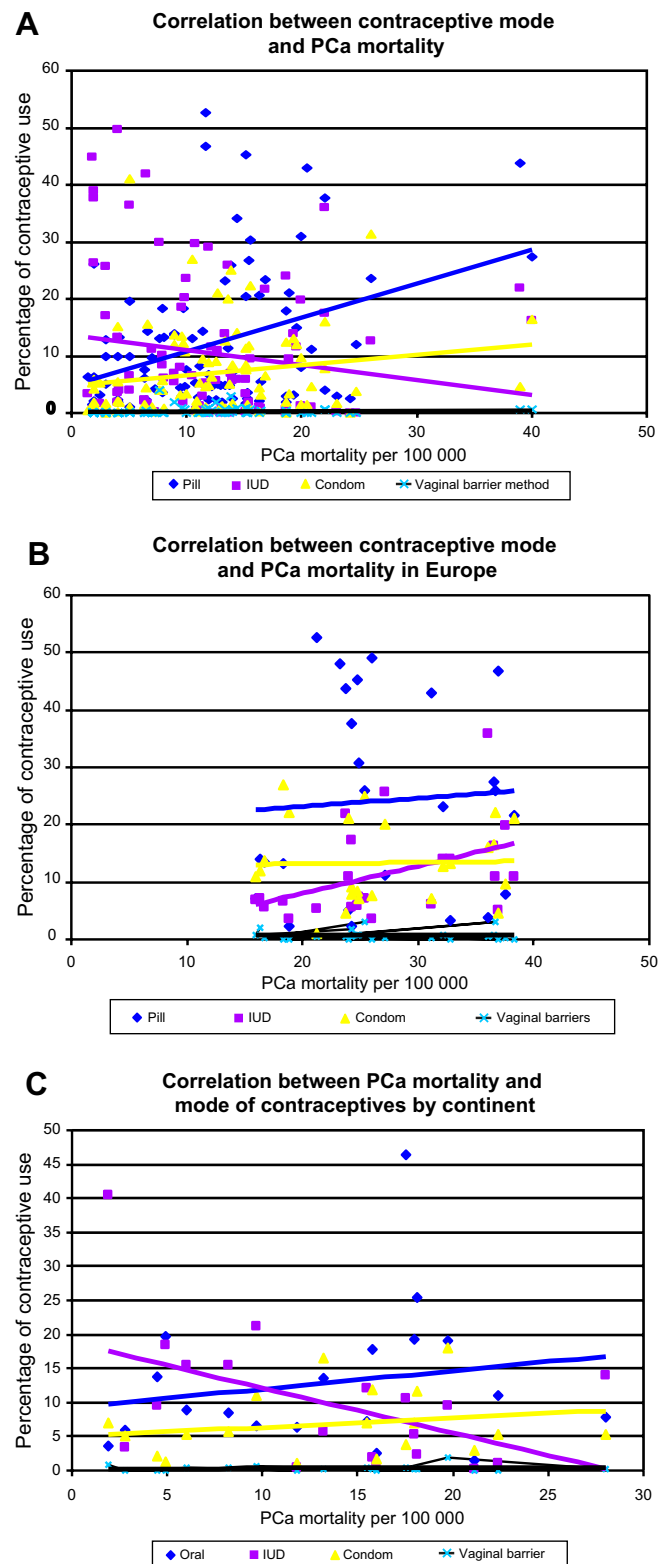 A
Correlation between contraceptive mode
and PCa mortality
Percentage of contraceptive use
60
50
40
30
20
10
0
0
10
20
30
40
50
PCa mortality per 100 000
Pill
IUD
Condom
Vaginal barrier method
B
Correlation between contraceptive mode
and PCa mortality in Europe
Percentage of contraceptive use
60
50
40
30
20
10
0
0
10
20
30
40
50
PCa mortality per 100 000
Pill
IUD
Condom
Vaginal barriers
C
Correlation between PCa mortality and
mode of contraceptives by continent
Percentage of contraceptive use
50
45
40
35
30
25
20
15
10
5
0
0
5
10
15
20
25
30
PCa mortality per 100 000
Oral
IUD
Condom
Vaginal barrier